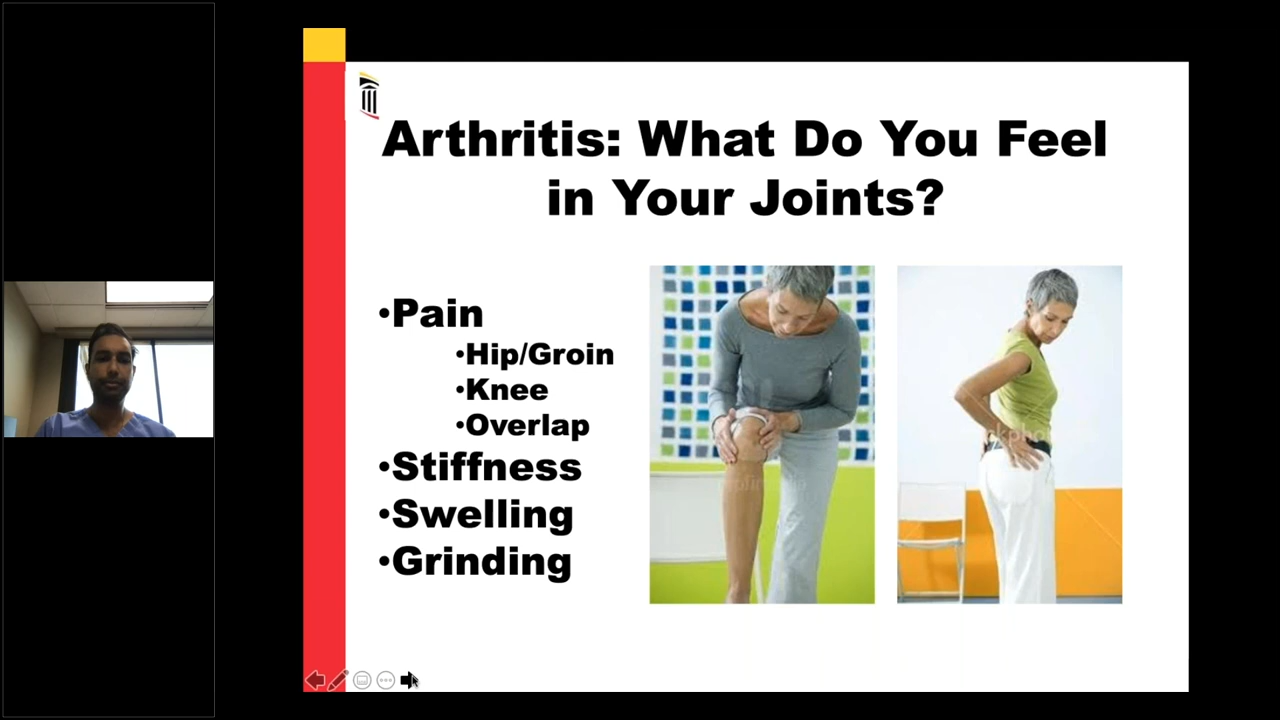 Arthritis: What Do You Feel
in Your Joints?
•Pain
•Hip/Groin
•Knee
•Overlap
•Stiffness
•Swelling
•Grinding